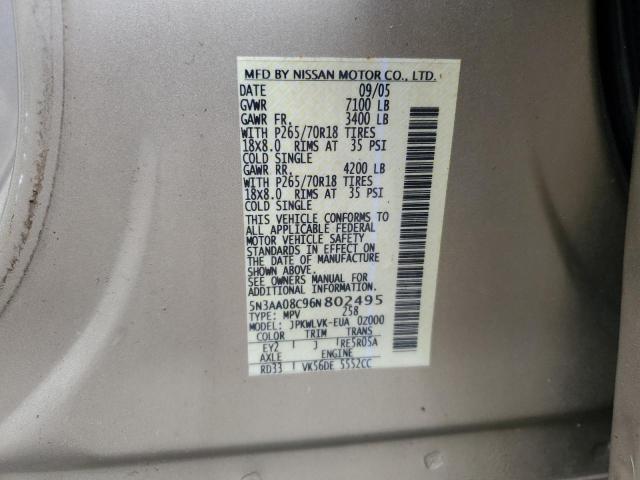 MFD BY NISSAN MOTOR CO., LTD.
DATE 09/05
GVWR 7100 LB
GAWR FR, 3400 LB
WITH P265/70R18 TIRES
18X8.0 RIMS AT 35 PSI
COLD SINGLE
GAWR RR, 4200 LB
WITH P265/70R18 TIRES
18X8.0 RIMS AT 35 PSI
COLD SINGLE
THIS VEHICLE CONFORMS TO
ALL APPLICABLE FEDERAL
MOTOR VEHICLE SAFETY
STANDARDS IN EFFECT ON
THE DATE OF MANUFACTURE
SHOWN ABOVE.
SEE OWNERS MANUAL FOR
ADDITIONAL INFORMATION.
5N3AA08C96N802495
TYPE: MPV 258
MODEL: JPKWLVK-EUA 02000
COLOR TRIM TRANS
EY2 J RE5R05A
AXLE ENGINE
RD33 VK56DE 5552CC